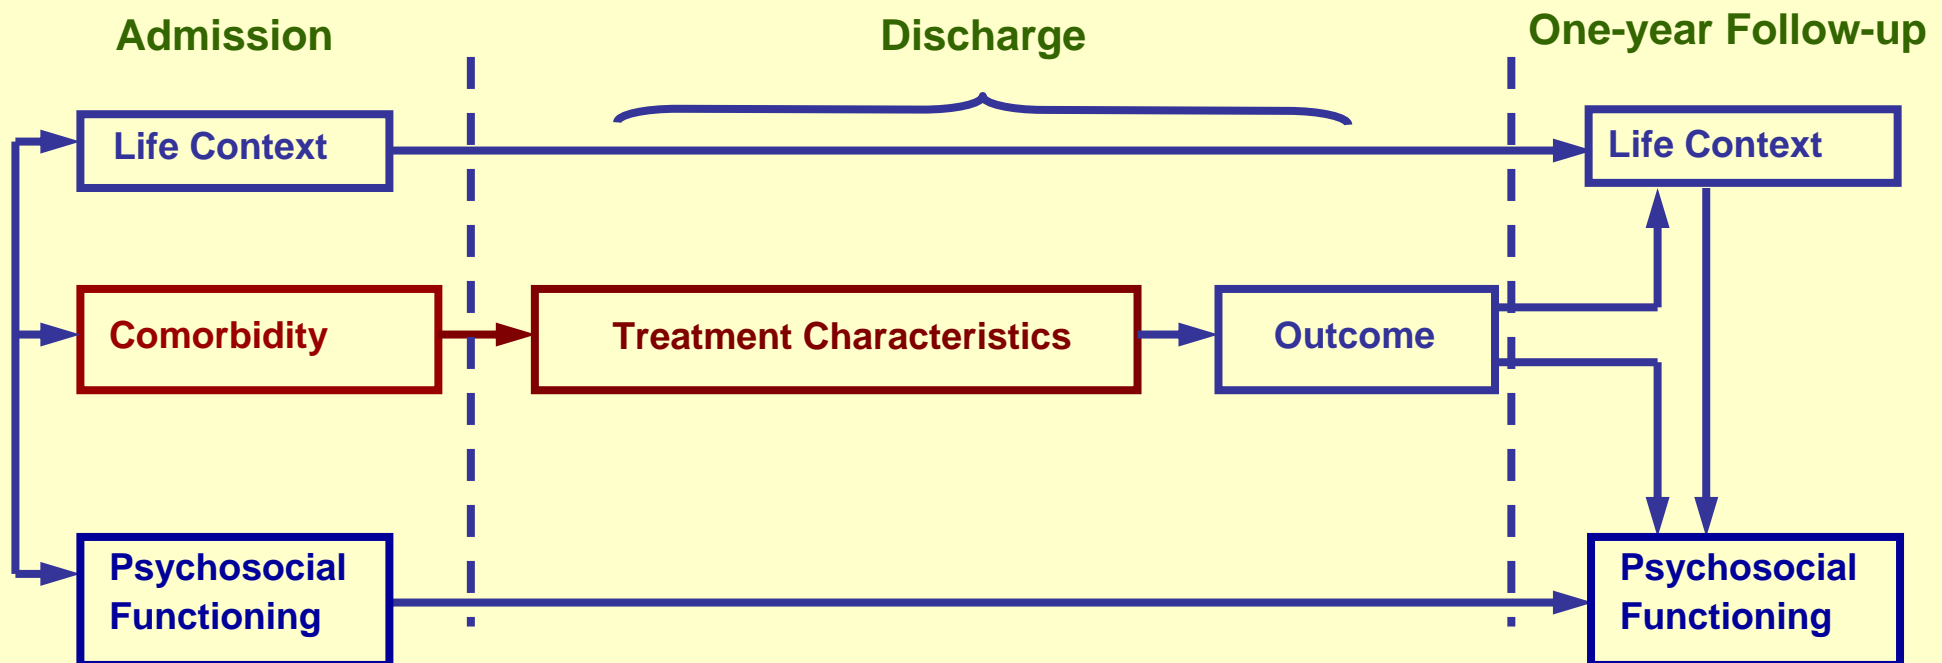 Admission
Discharge
One-year Follow-up
Life Context
Life Context
Comorbidity
Treatment Characteristics
Outcome
Psychosocial
Functioning
Psychosocial
Functioning